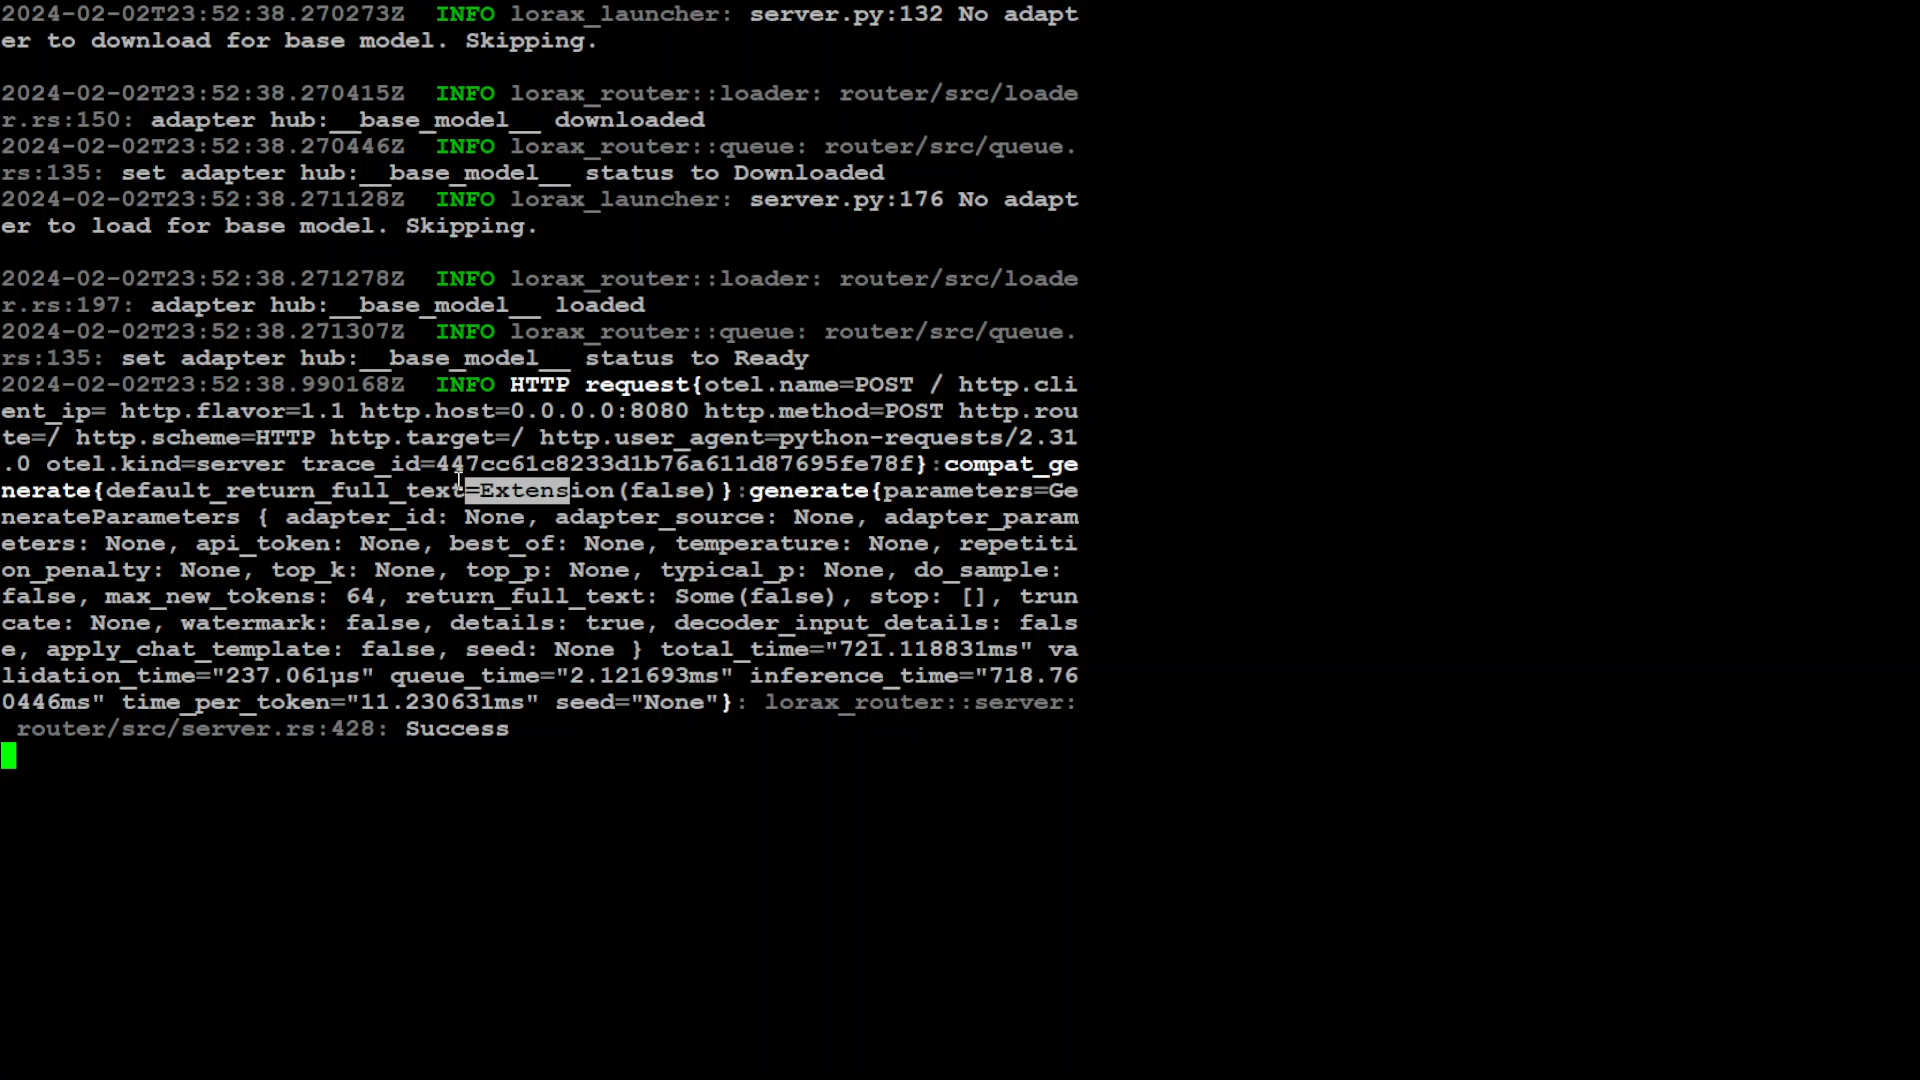 2024-02-02T23:52:38.270273Z  INFO lorax_launcher: server.py:132 No adapt
er to download for base model. Skipping.
2024-02-02T23:52:38.270415Z  INFO lorax_router::loader: router/src/loade
r.rs:150: adapter hub:__base_model__ downloaded
2024-02-02T23:52:38.270446Z  INFO lorax_router::queue: router/src/queue.
rs:135: set adapter hub:__base_model__ status to Downloaded
2024-02-02T23:52:38.271128Z  INFO lorax_launcher: server.py:176 No adapt
er to load for base model. Skipping.
2024-02-02T23:52:38.271278Z  INFO lorax_router::loader: router/src/loade
r.rs:197: adapter hub:__base_model__ loaded
2024-02-02T23:52:38.271307Z  INFO lorax_router::queue: router/src/queue.
rs:135: set adapter hub:__base_model__ status to Ready
2024-02-02T23:52:38.990168Z  INFO HTTP request{otel.name=POST / http.cli
ent_ip= http.flavor=1.1 http.host=0.0.0.0:8080 http.method=POST http.rou
te=/ http.scheme=HTTP http.target=/ http.user_agent=python-requests/2.31
.0 otel.kind=server trace_id=447cc61c8233d1b76a611d87695fe78f}:compat_ge
nerate{default_return_full_text=Extension(false)}:generate{parameters=Ge
nerateParameters { adapter_id: None, adapter_source: None, adapter_param
eters: None, api_token: None, best_of: None, temperature: None, repetiti
on_penalty: None, top_k: None, top_p: None, typical_p: None, do_sample:
false, max_new_tokens: 64, return_full_text: Some(false), stop: [], trun
cate: None, watermark: false, details: true, decoder_input_details: fals
e, apply_chat_template: false, seed: None } total_time="721.118831ms" va
lidation_time="237.061µs" queue_time="2.121693ms" inference_time="718.76
0446ms" time_per_token="11.230631ms" seed="None"}: lorax_router::server:
router/src/server.rs:428: Success